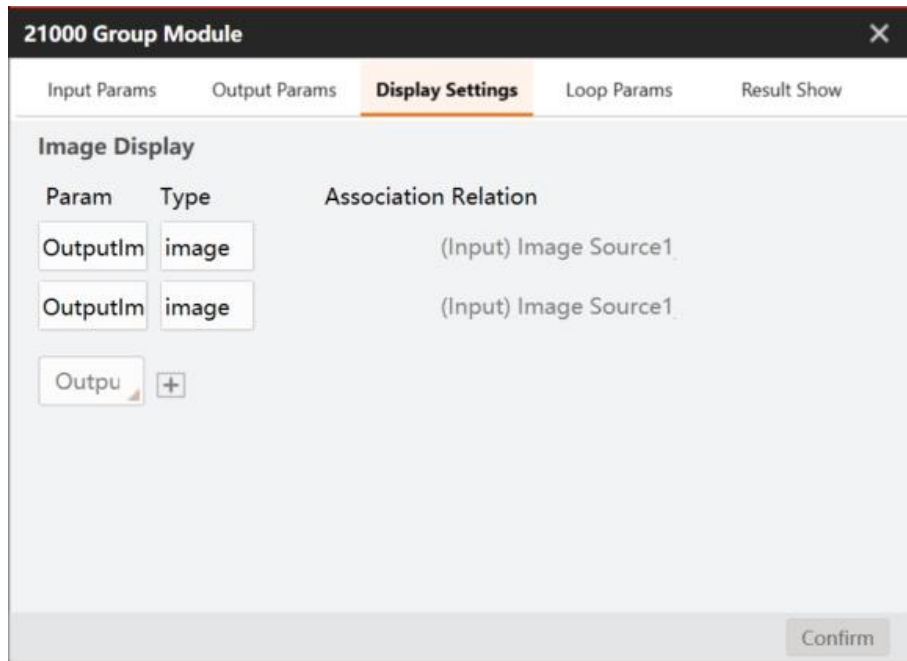 21000 Group Module
Input Params Output Params Display Settings Loop Params Result Show
Image Display
Param Type Association Relation
OutputIm image (Input) Image Source1
OutputIm image (Input) Image Source1
Outpu
Confirm